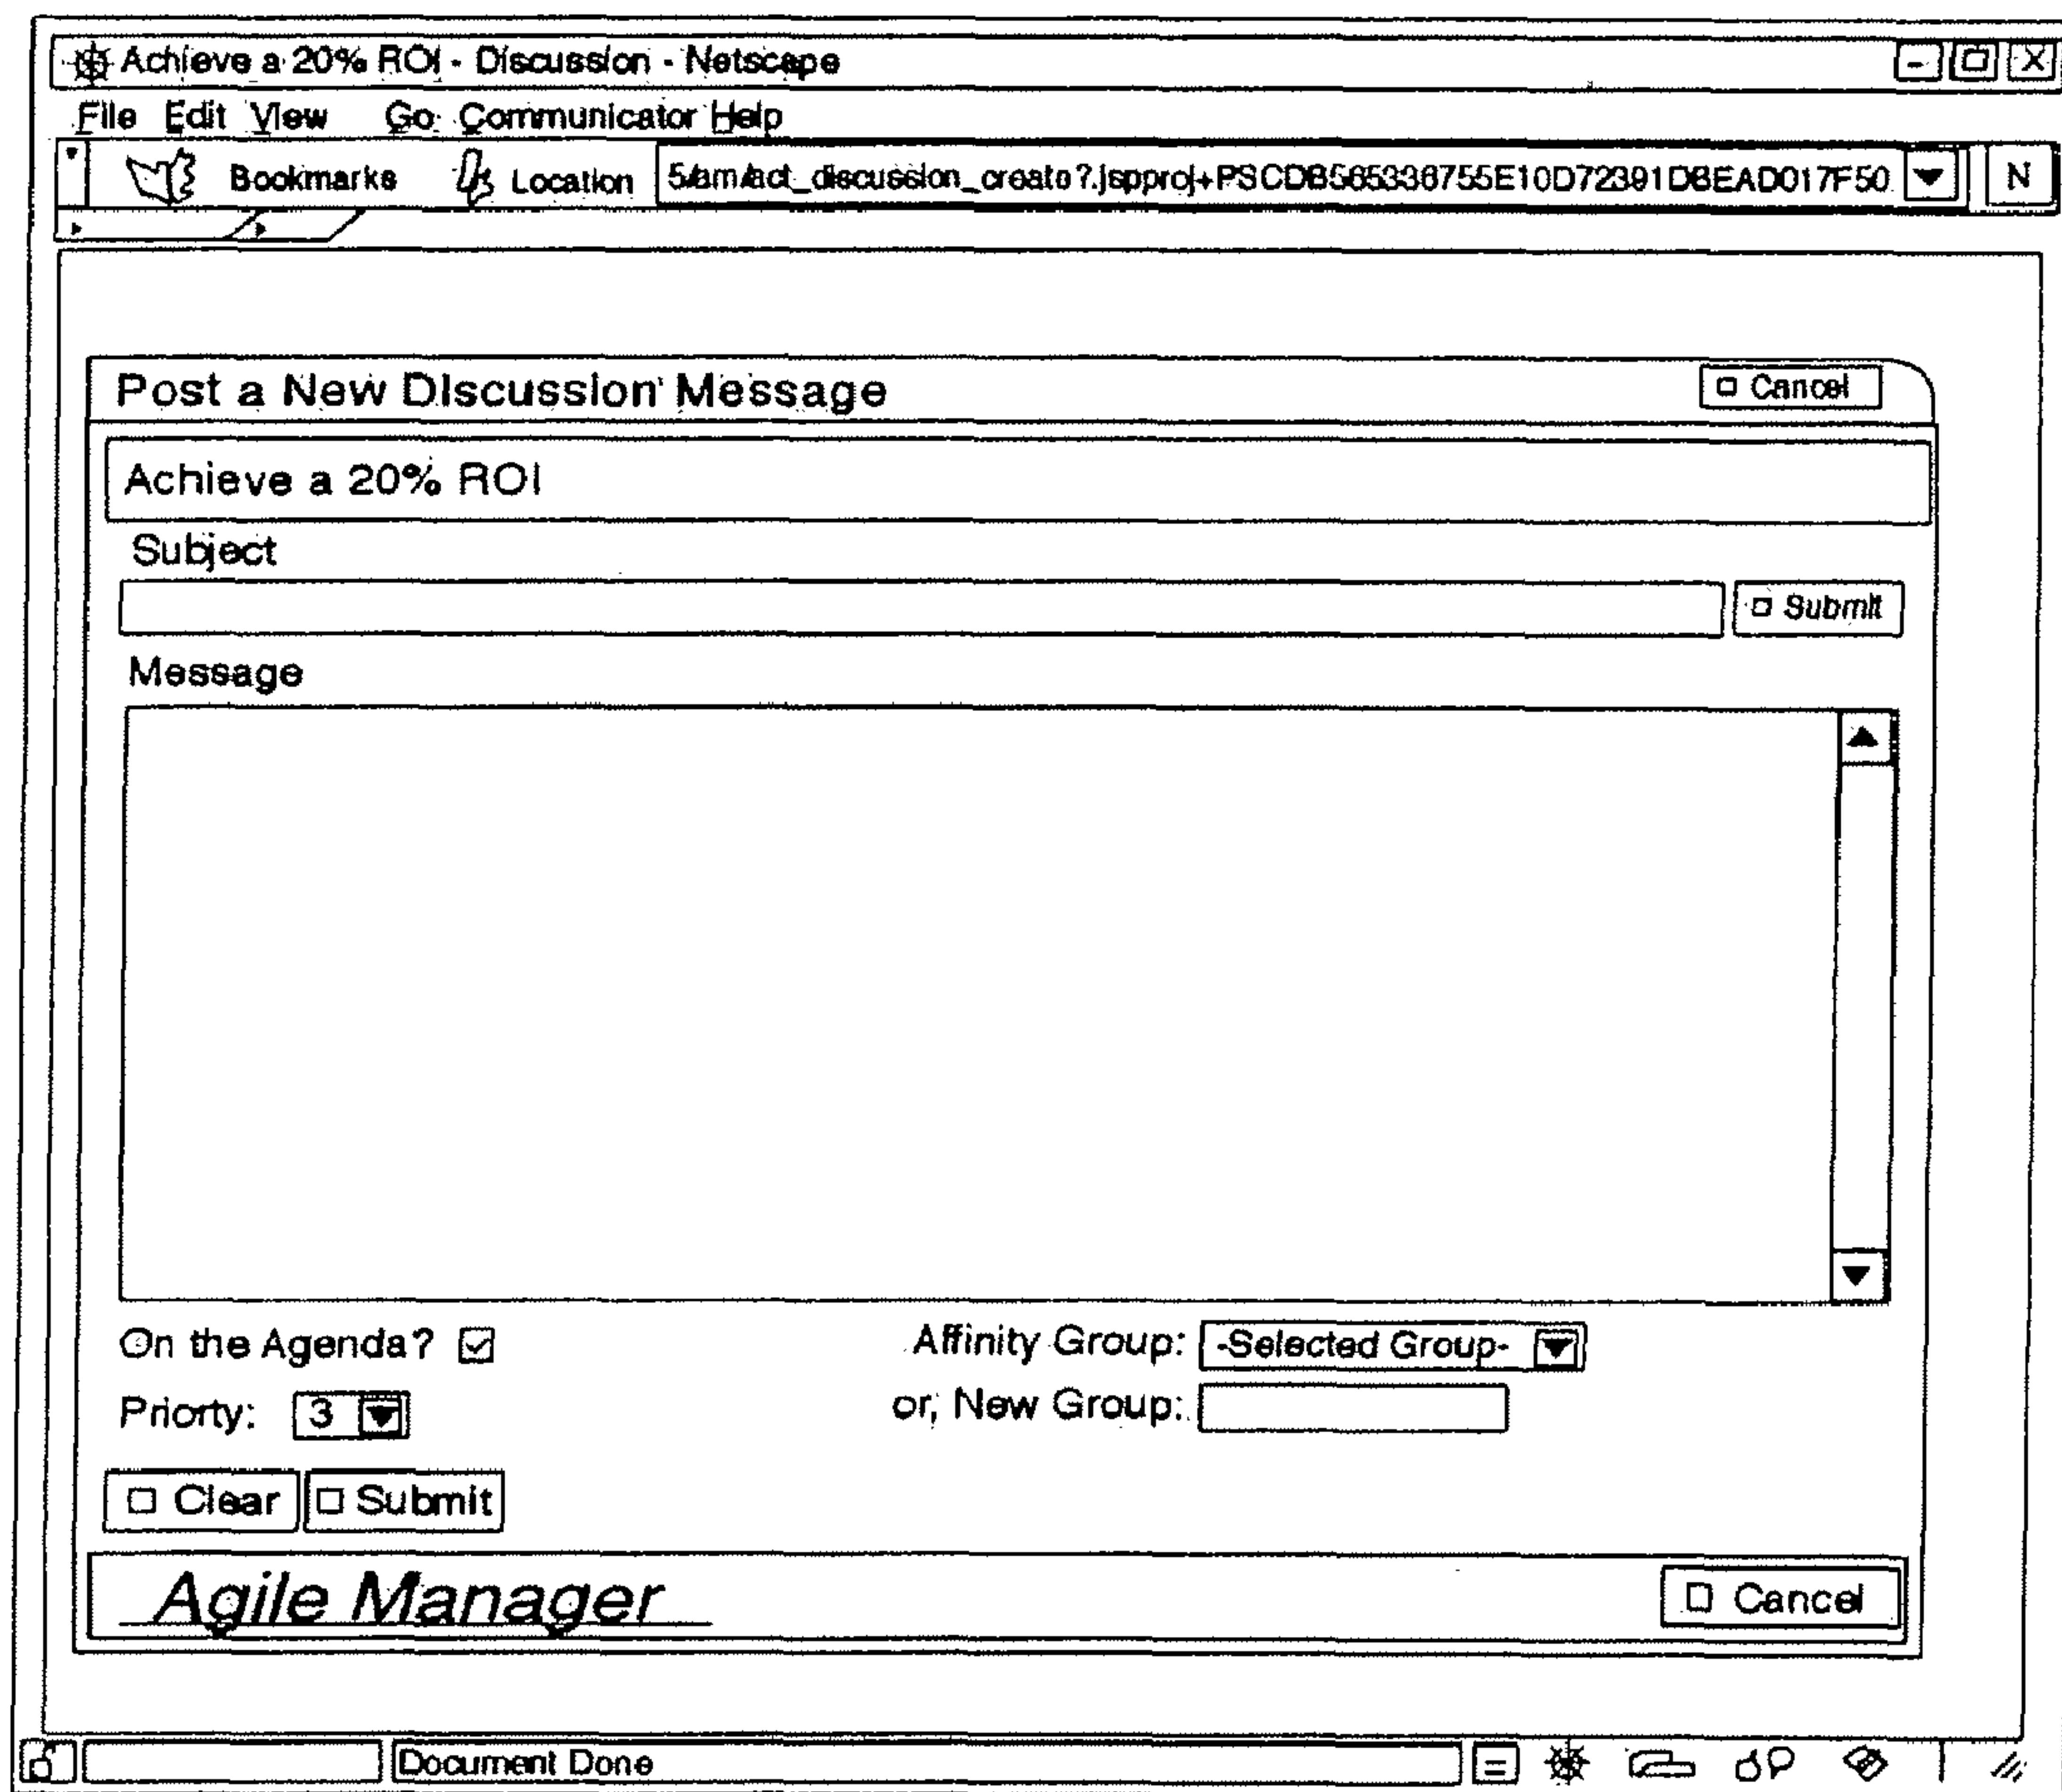 Achieve a 20% ROI - Discussion - Netscape
File Edit View Go Communicator Help
Bookmarks Location 5/am/act_discussion_create?.jspproj+PSCDB565336755E10D72391DBEAD017F50 N
Post a New Discussion Message Cancel
Achieve a 20% ROI
Subject
Submit
Message
On the Agenda? Affinity Group: -Selected Group-
Priorty: 3 or, New Group:
Clear Submit
Agile Manager Cancel
Document Done